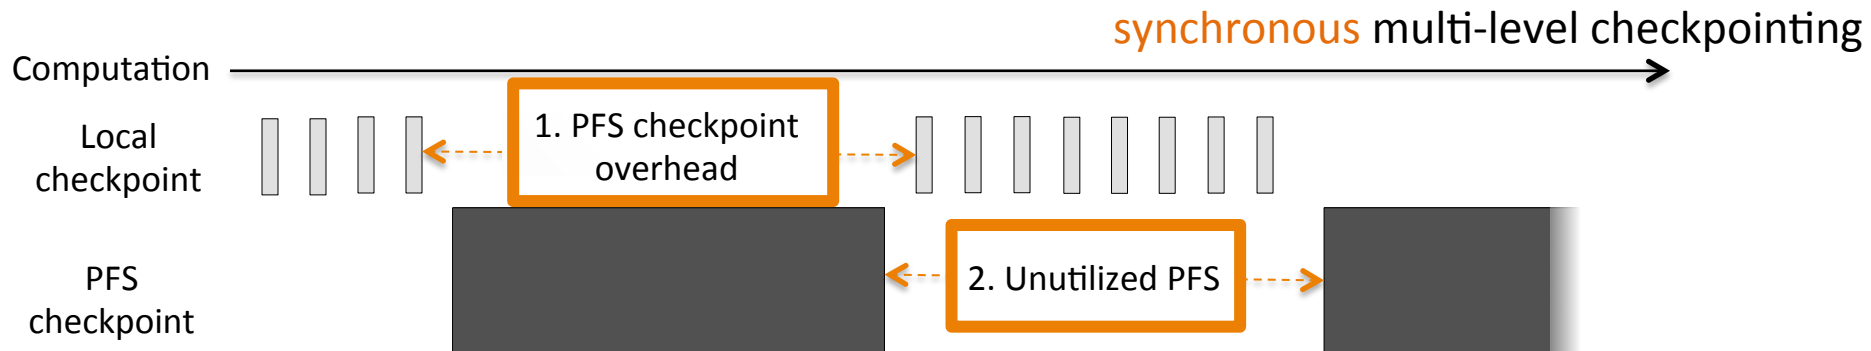 synchronous multi-level checkpointing
Computation
Local
checkpoint
1. PFS checkpoint
overhead
PFS
checkpoint
2. Unutilized PFS